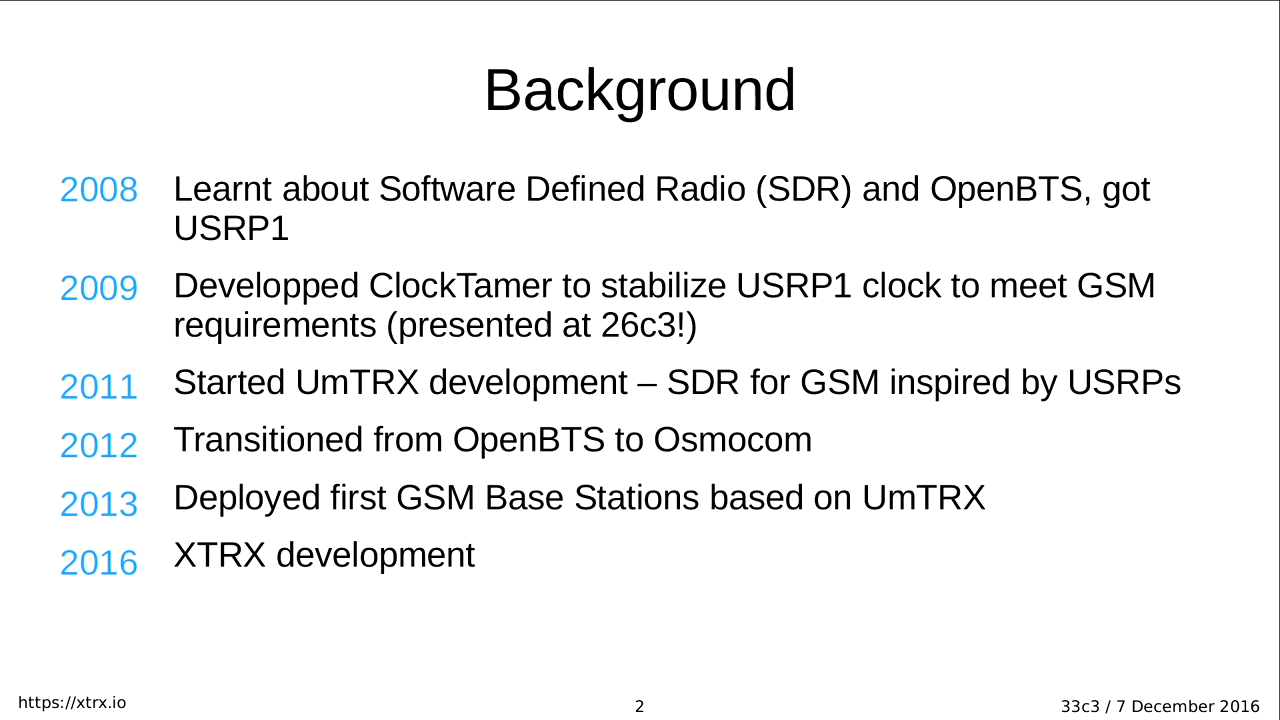 Background
2008 Learnt about Software Defined Radio (SDR) and OpenBTS, got
USRP1
2009 Developped ClockTamer to stabilize USRP1 clock to meet GSM
requirements (presented at 26c3!)
2011 Started UmTRX development – SDR for GSM inspired by USRPs
2012 Transitioned from OpenBTS to Osmocom
2013 Deployed first GSM Base Stations based on UmTRX
2016 XTRX development
https://xtrx.io 2 33c3 / 7 December 2016